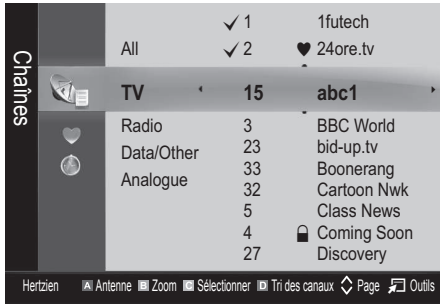 Chaînes
✓ 1 1futech
All ✓ 2 ♥ 24ore.tv
TV 15 abc1
Radio 3 BBC World
Data/Other 23 bid-up.tv
Analogue 33 Boonerang
32 Cartoon Nwk
5 Class News
4 Coming Soon
27 Discovery
Hertzien A Antenne B Zoom C Sélectionner D Tri des canaux Page Outils